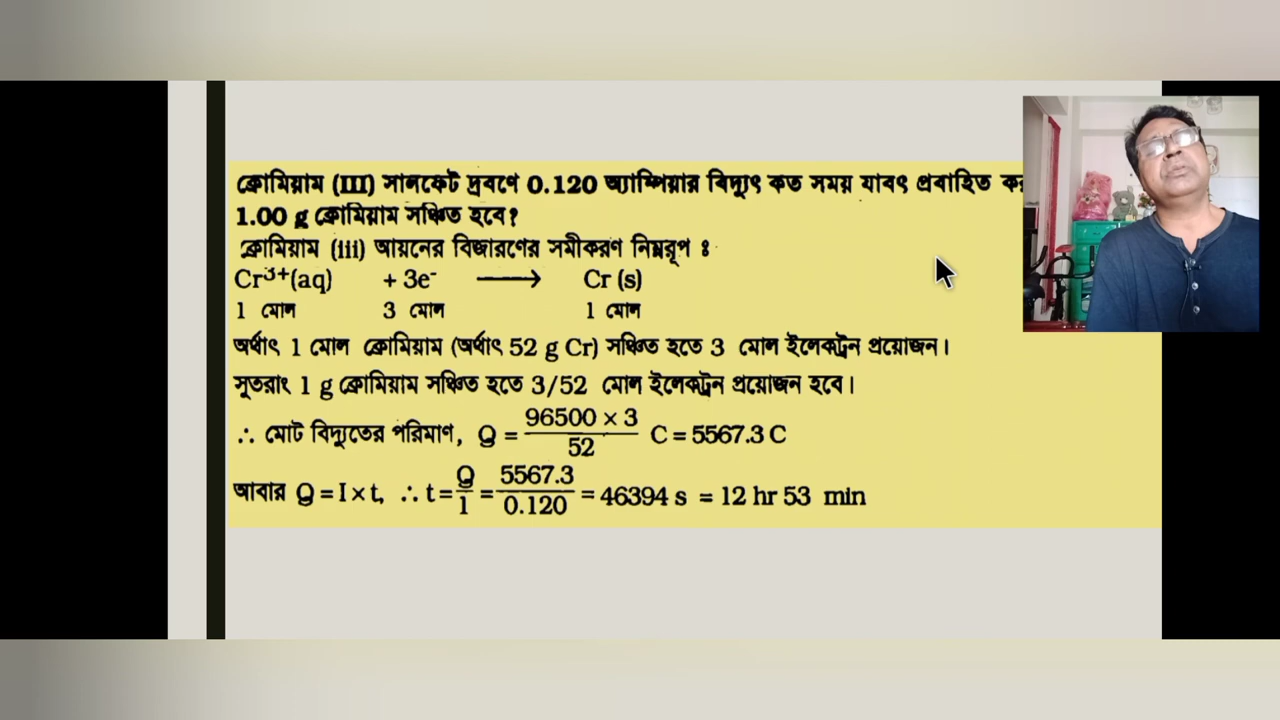 ক্রোমিয়াম (III) সালফেট দ্রবণে 0.120 অ্যাম্পিয়ার বিদ্যুৎ কত সময় যাবৎ প্রবাহিত
1.00 g ক্রোমিয়াম সঞ্চিত হবে?
ক্রোমিয়াম (iii) আয়নের বিজারণের সমীকরণ নিম্নরূপ ঃ
Cr³⁺(aq) + 3e⁻ ⟶ Cr (s)
1 মোল 3 মোল 1 মোল
অর্থাৎ 1 মোল ক্রোমিয়াম (অর্থাৎ 52 g Cr) সঞ্চিত হতে 3 মোল ইলেকট্রন প্রয়োজন।
সুতরাং 1 g ক্রোমিয়াম সঞ্চিত হতে 3/52 মোল ইলেকট্রন প্রয়োজন হবে।
∴ মোট বিদ্যুতের পরিমাণ, Q = 96500 × 3 / 52 C = 5567.3 C
আবার Q = I × t, ∴ t = Q / I = 5567.3 / 0.120 = 46394 s = 12 hr 53 min